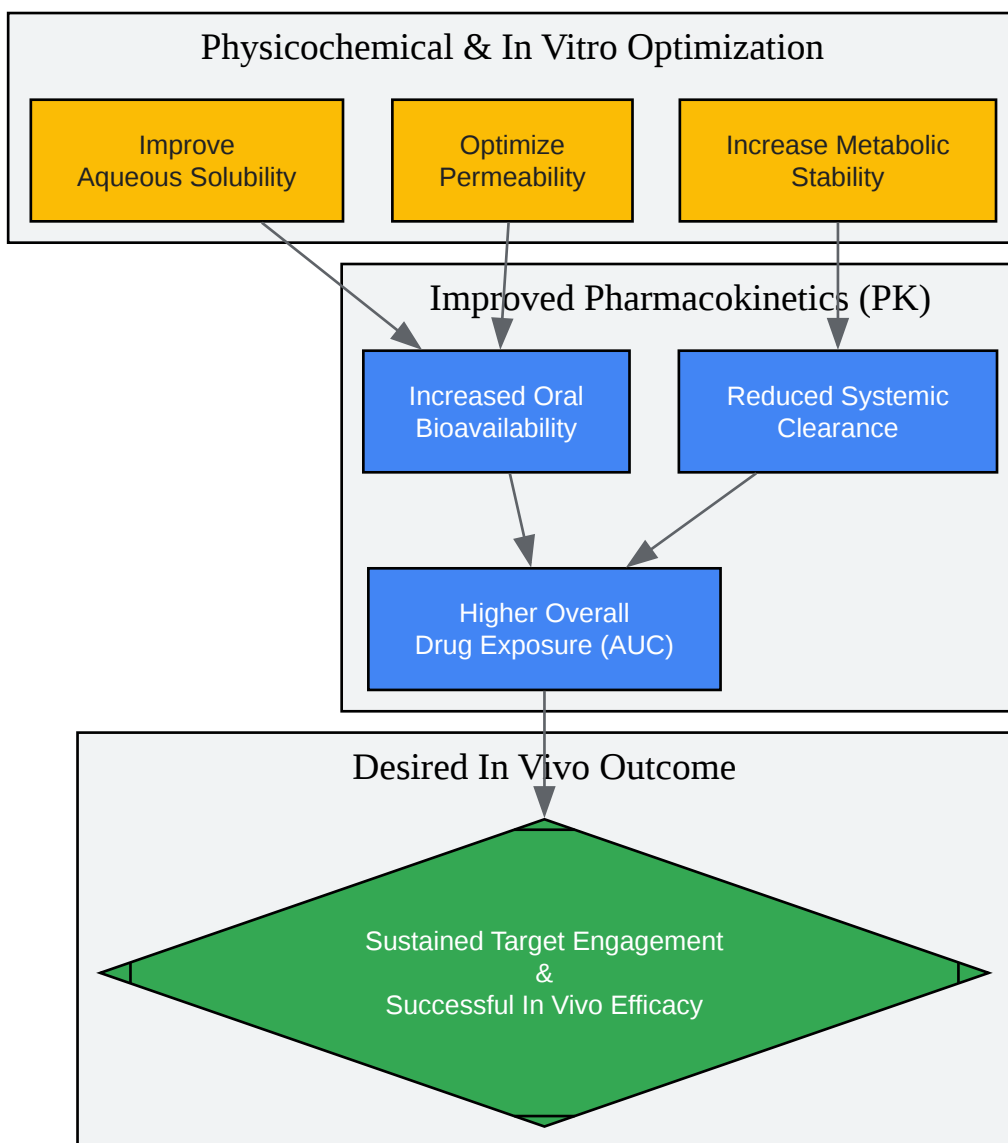 Physicochemical & In Vitro Optimization
Improve
Aqueous Solubility
Optimize
Permeability
Increase Metabolic
Stability
Improved Pharmacokinetics (PK)
Increased Oral
Bioavailability
Reduced Systemic
Clearance
Higher Overall
Drug Exposure (AUC)
Desired In Vivo Outcome
Sustained Target Engagement
&
Successful In Vivo Efficacy